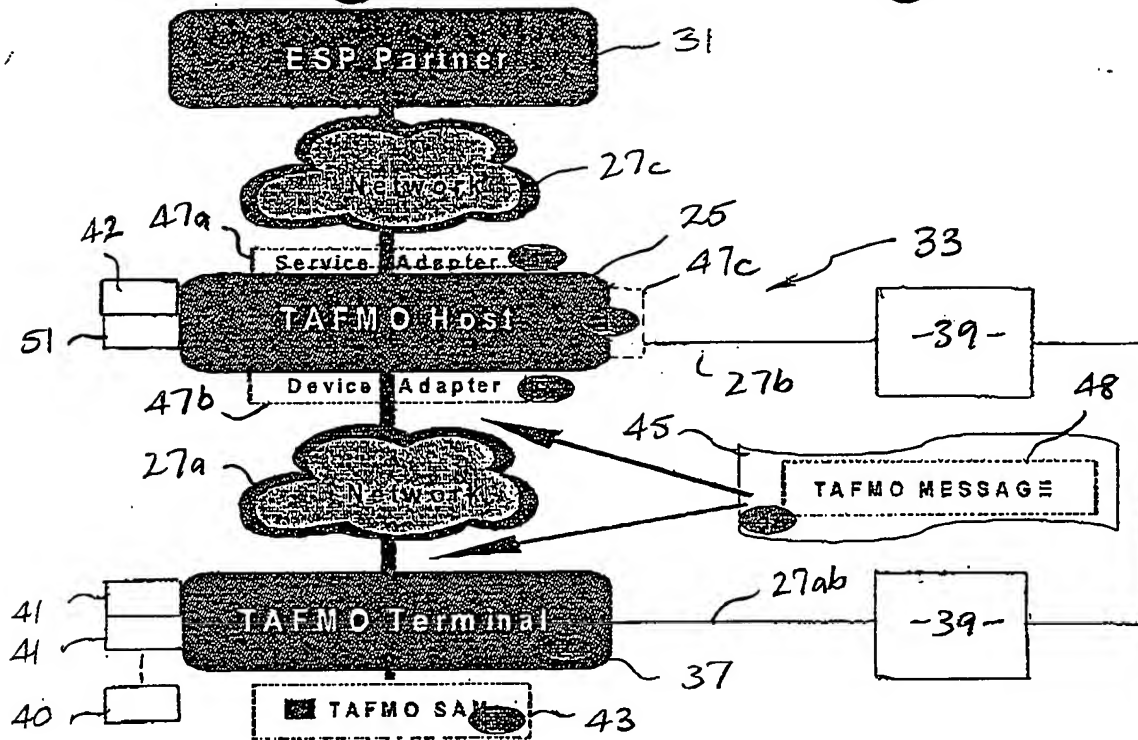 ESP Partner
31
Network
27c
42
47a
Service Adapter
25
47c
33
TAFMO Host
51
-39-
27b
Device Adapter
47b
48
45
27a
Network
TAFMO MESSAGE
27ab
41
TAFMO Terminal
41
-39-
37
40
TAFMO SAM
43